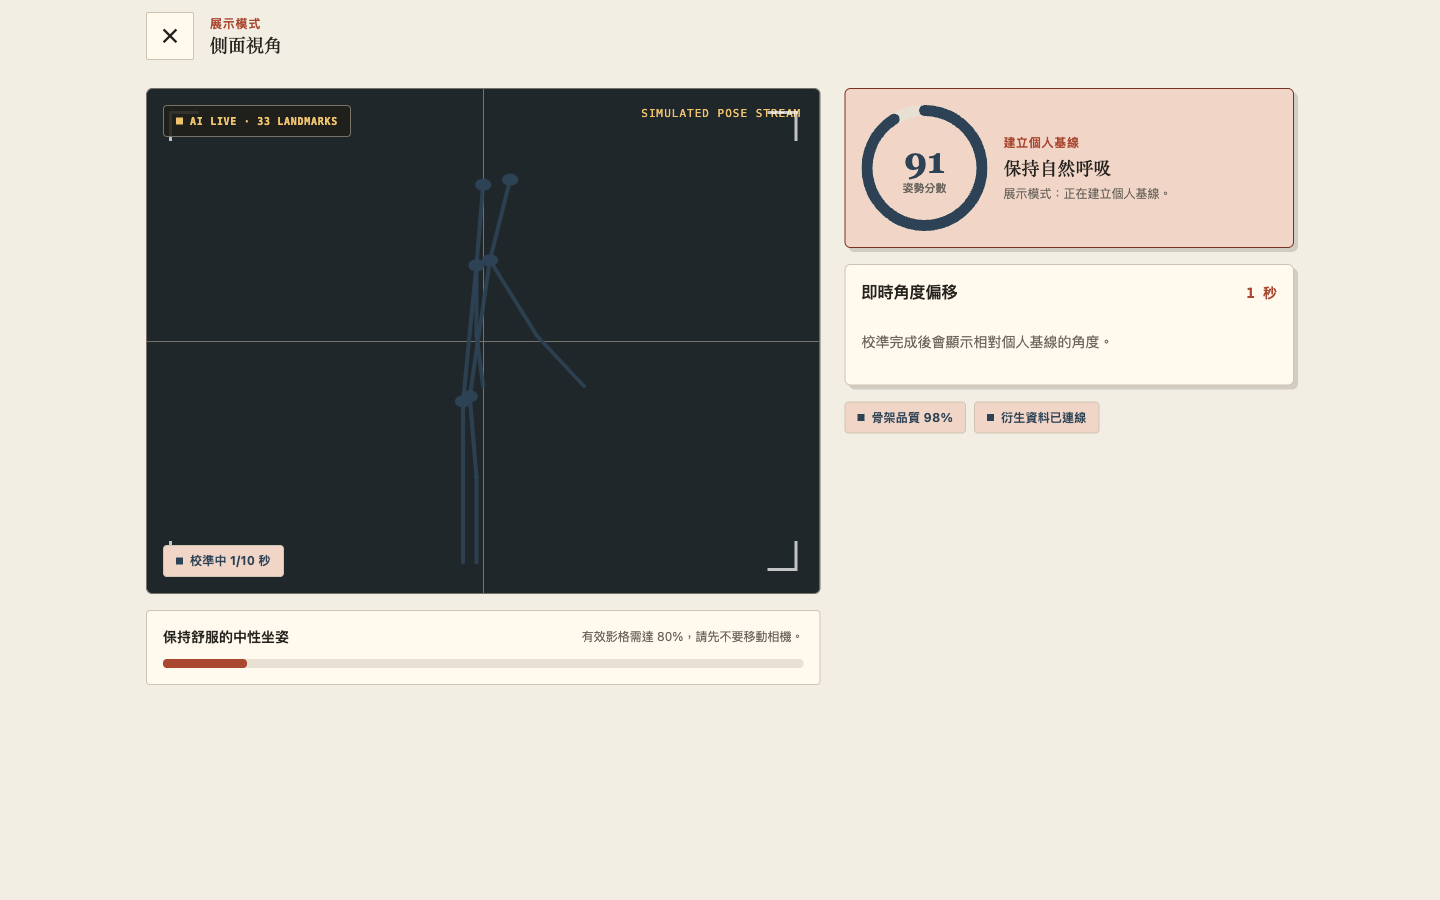 展示模式
側面視角
AI LIVE · 33 LANDMARKS
SIMULATED POSE STREAM
校準中 1/10 秒
保持舒服的中性坐姿
有效影格需達 80%，請先不要移動相機。
91
姿勢分數
建立個人基線
保持自然呼吸
展示模式：正在建立個人基線。
即時角度偏移
1 秒
校準完成後會顯示相對個人基線的角度。
骨架品質 98%
衍生資料已連線